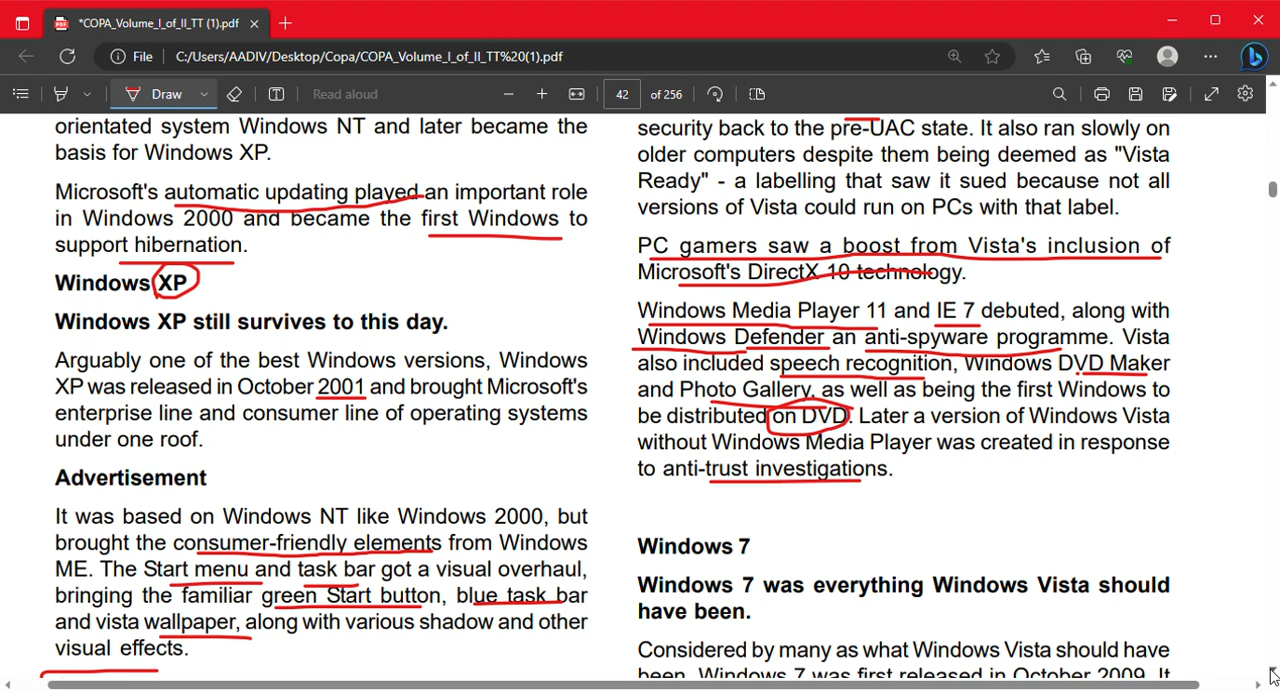 *COPA_Volume_I_of_II_TT (1).pdf
File C:/Users/AADIV/Desktop/Copa/COPA_Volume_I_of_II_TT%20(1).pdf
Draw Read aloud 42 of 256
orientated system Windows NT and later became the
basis for Windows XP.
Microsoft's automatic updating played an important role
in Windows 2000 and became the first Windows to
support hibernation.
Windows XP
Windows XP still survives to this day.
Arguably one of the best Windows versions, Windows
XP was released in October 2001 and brought Microsoft's
enterprise line and consumer line of operating systems
under one roof.
Advertisement
It was based on Windows NT like Windows 2000, but
brought the consumer-friendly elements from Windows
ME. The Start menu and task bar got a visual overhaul,
bringing the familiar green Start button, blue task bar
and vista wallpaper, along with various shadow and other
visual effects.
security back to the pre-UAC state. It also ran slowly on
older computers despite them being deemed as "Vista
Ready" - a labelling that saw it sued because not all
versions of Vista could run on PCs with that label.
PC gamers saw a boost from Vista's inclusion of
Microsoft's DirectX 10 technology.
Windows Media Player 11 and IE 7 debuted, along with
Windows Defender an anti-spyware programme. Vista
also included speech recognition, Windows DVD Maker
and Photo Gallery, as well as being the first Windows to
be distributed on DVD. Later a version of Windows Vista
without Windows Media Player was created in response
to anti-trust investigations.
Windows 7
Windows 7 was everything Windows Vista should
have been.
Considered by many as what Windows Vista should have
been, Windows 7 was first released in October 2009. It